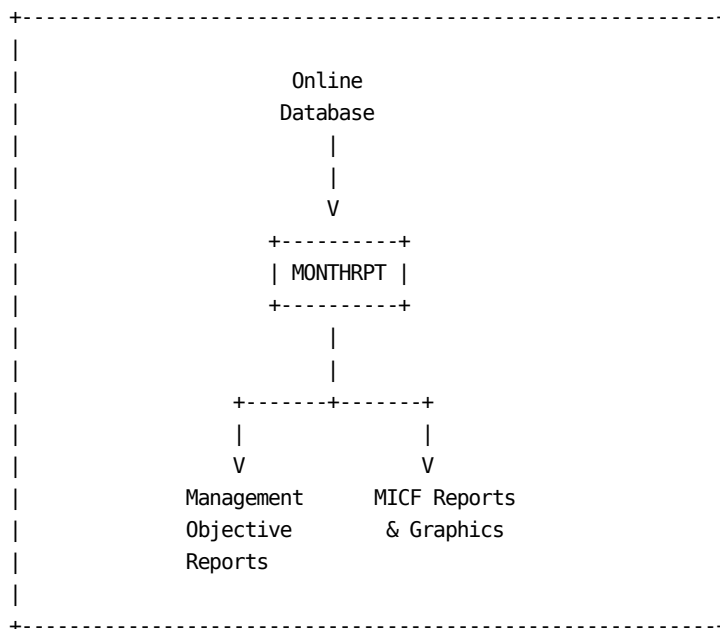 Online
Database
MONTHRPT
Management MICF Reports
Objective & Graphics
Reports